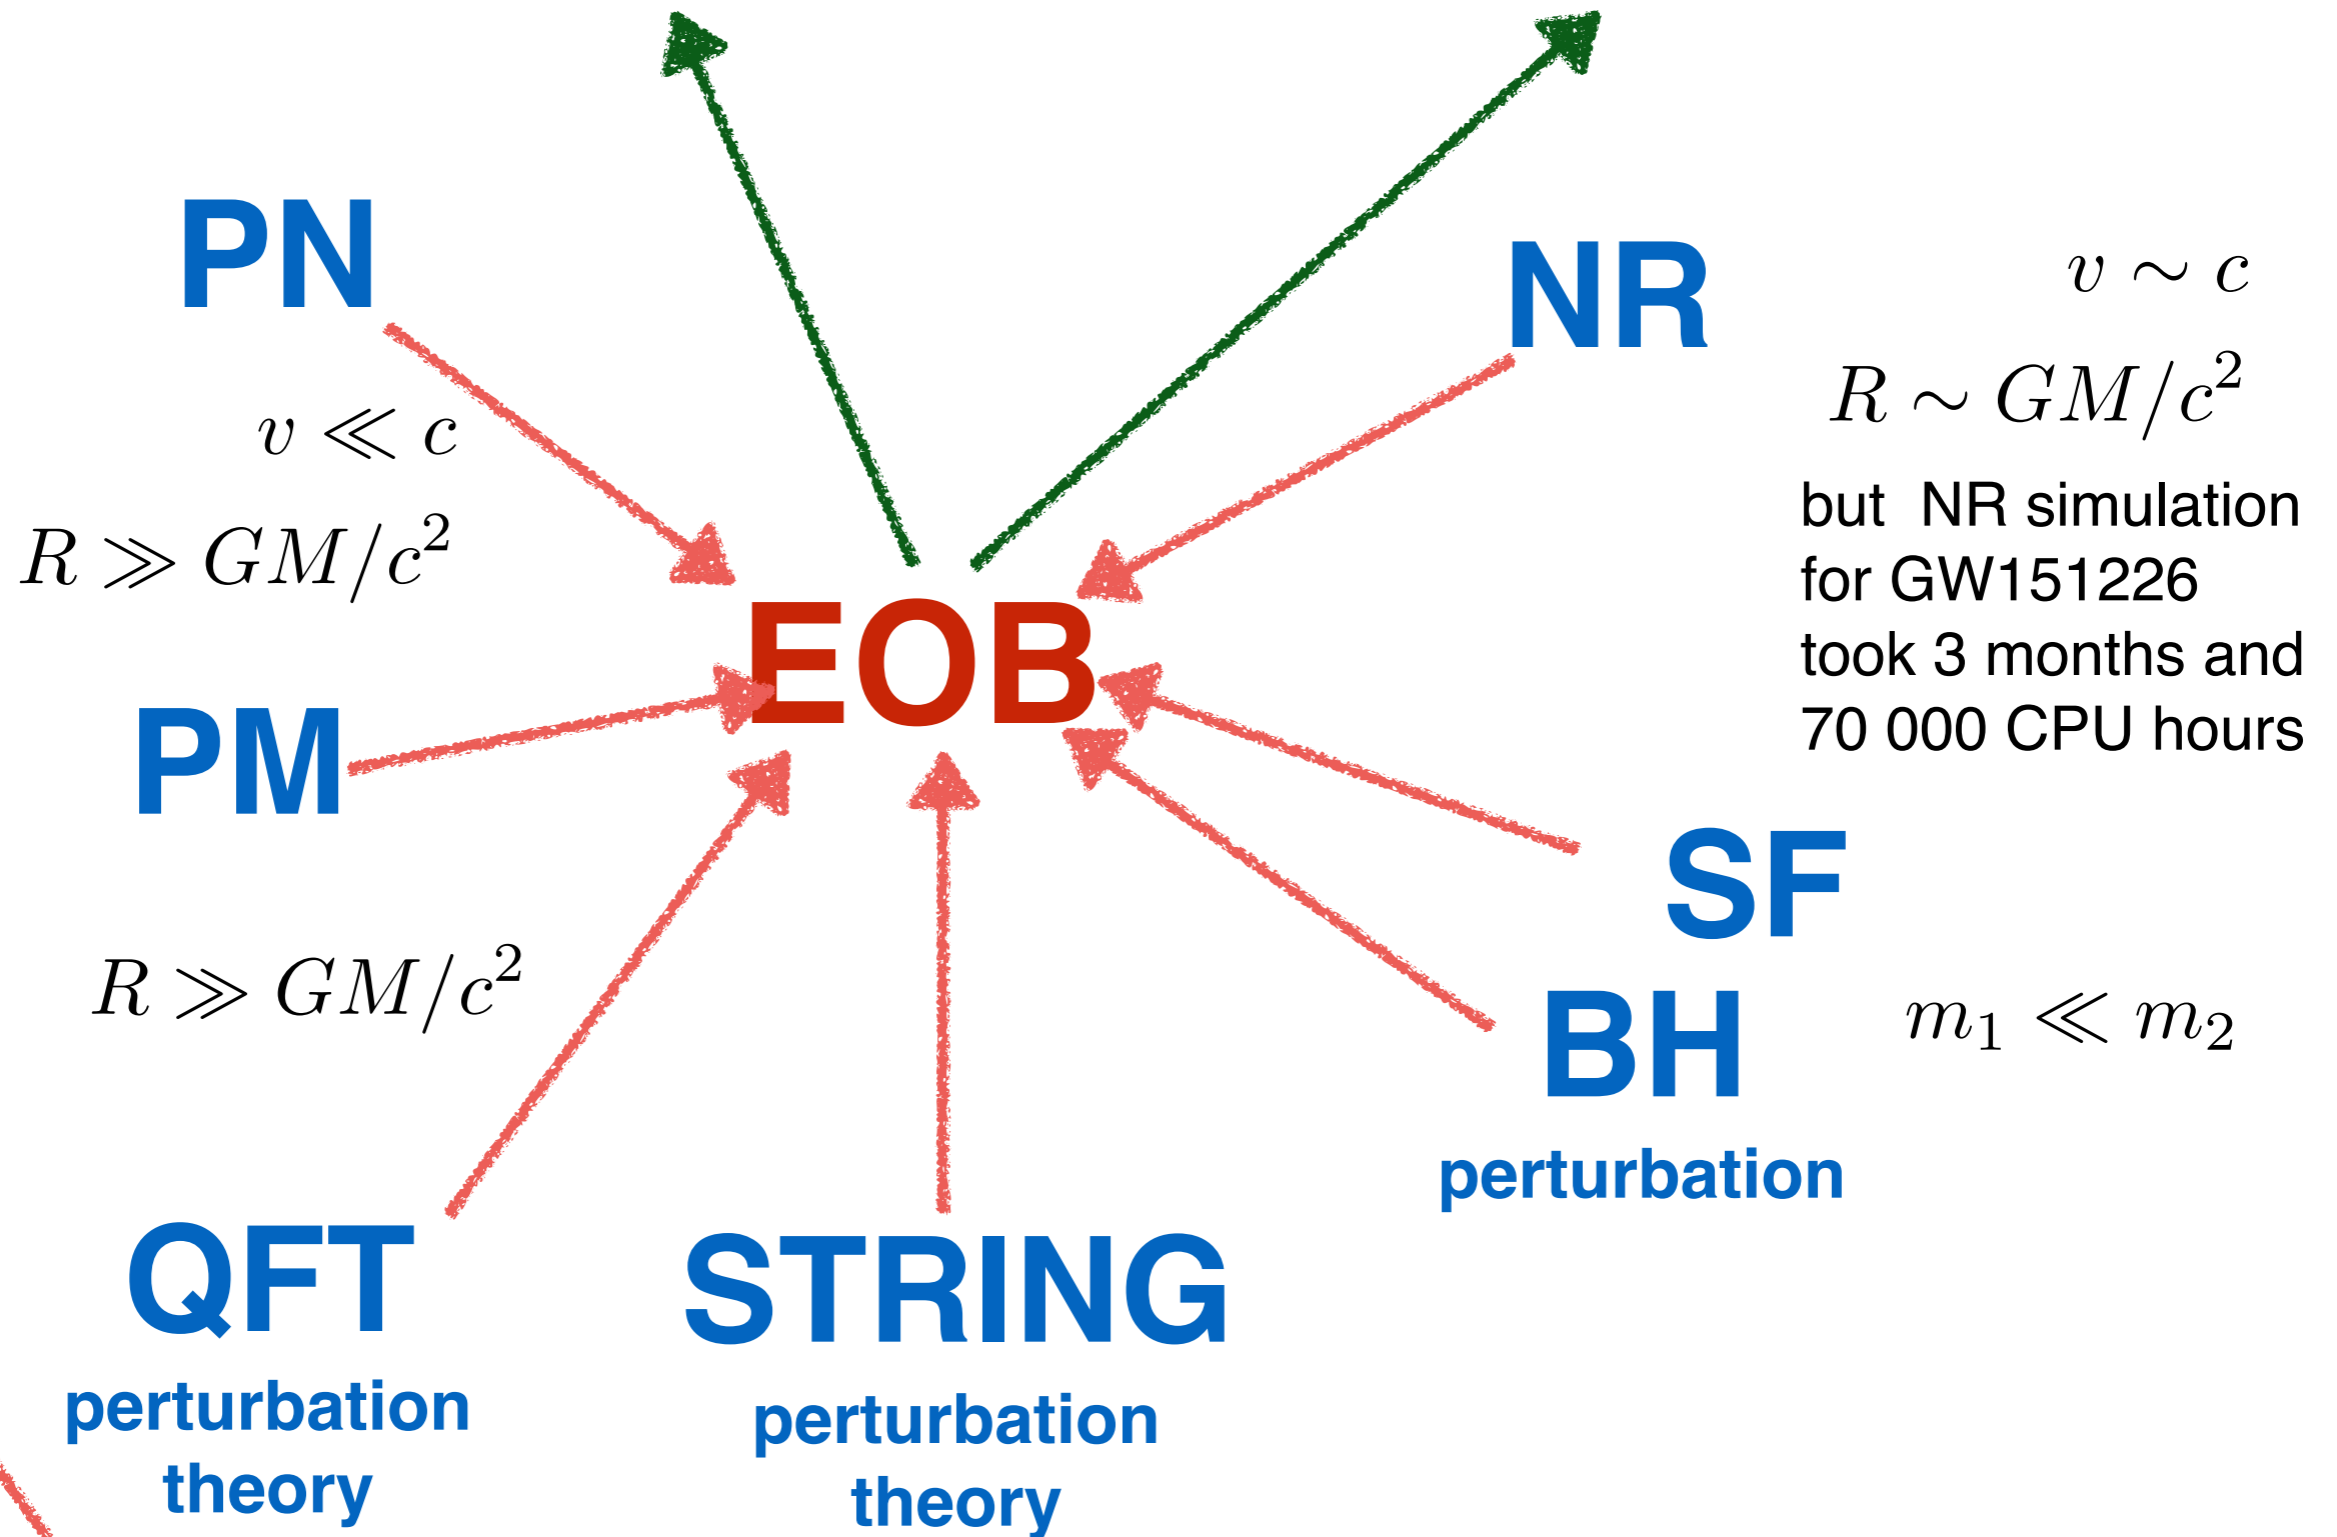 PN
v ≪ c
R ≫ GM/c²
NR
v ∼ c
R ∼ GM/c²
but NR simulation
for GW151226
took 3 months and
70 000 CPU hours
EOB
PM
R ≫ GM/c²
SF
BH
perturbation
m₁ ≪ m₂
QFT
perturbation
theory
STRING
perturbation
theory